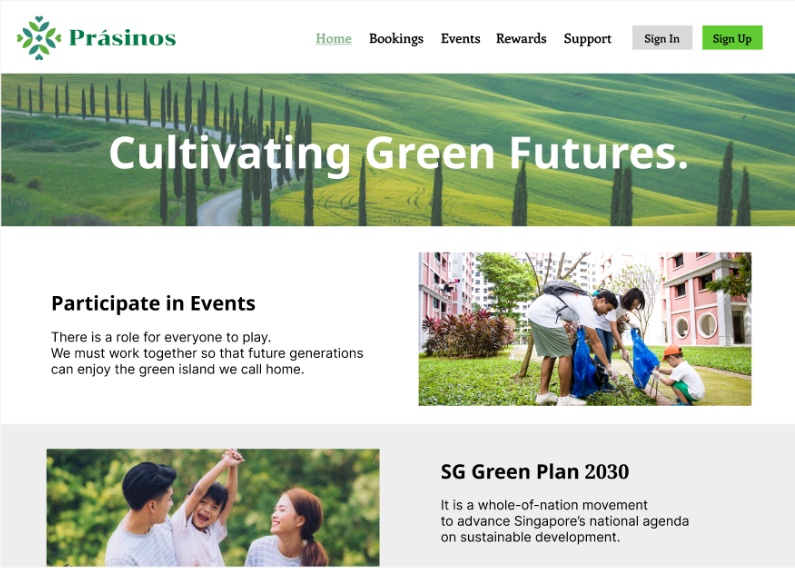 Prásinos
Home Bookings Events Rewards Support Sign In Sign Up
Cultivating Green Futures.
Participate in Events
There is a role for everyone to play.
We must work together so that future generations
can enjoy the green island we call home.
SG Green Plan 2030
It is a whole-of-nation movement
to advance Singapore's national agenda
on sustainable development.